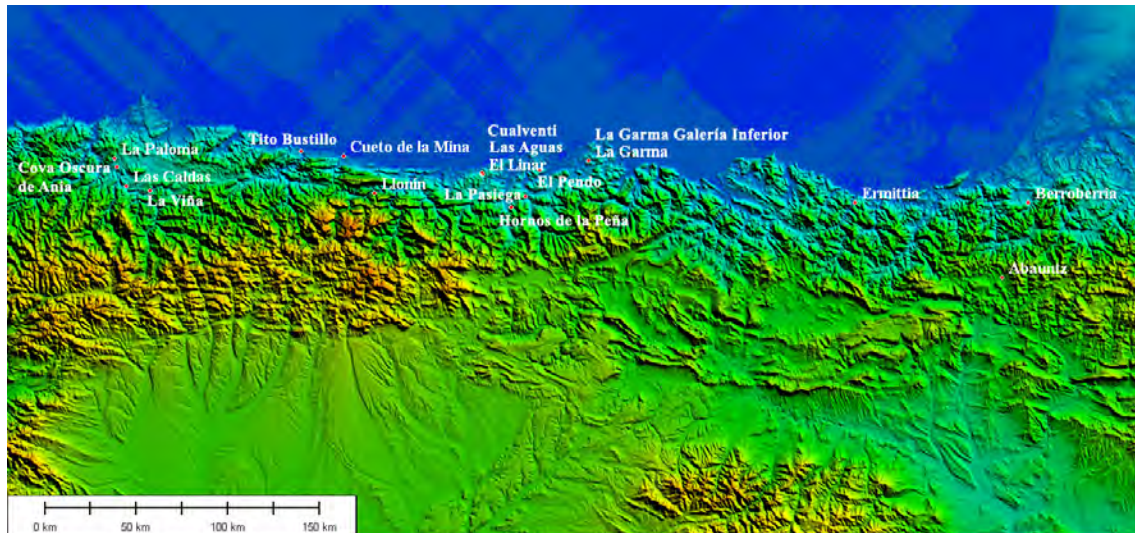 La Paloma
Cova Oscura
de Ania
Las Caldas
La Viña
Tito Bustillo
Cueto de la Mina
Llonín
Cualventi
Las Aguas
El Linar
La Pasiega
El Pendo
Hornos de la Peña
La Garma Galería Inferior
La Garma
Ermittia
Berroberria
Abauntz
0 km
50 km
100 km
150 km